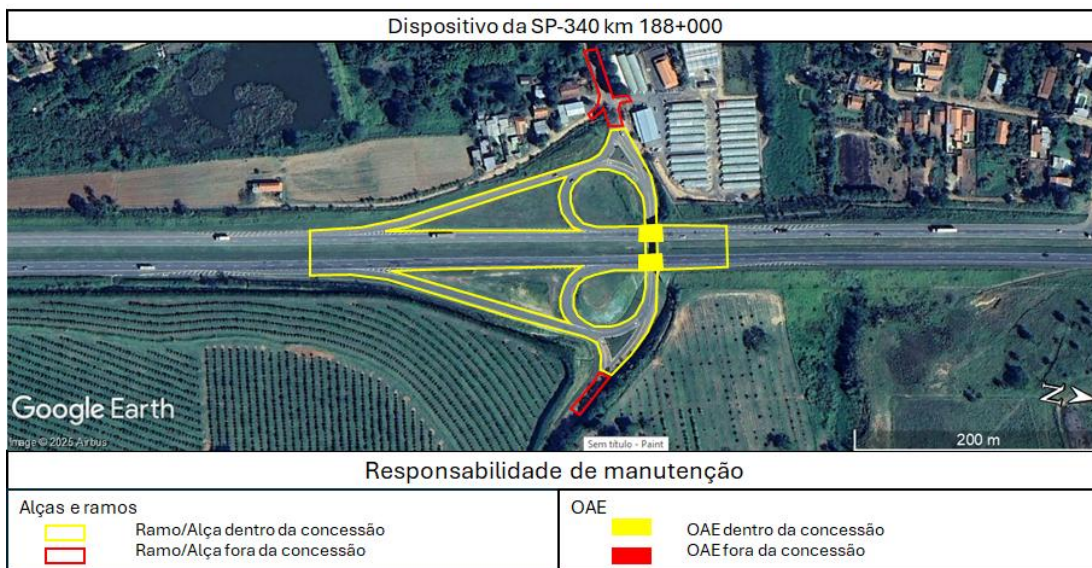 Dispositivo da SP-340 km 188+000
Google Earth
Image © 2025 Airbus
Sem título - Paint
N
200 m
Responsabilidade de manutenção
Alças e ramos
Ramo/Alça dentro da concessão
Ramo/Alça fora da concessão
OAE
OAE dentro da concessão
OAE fora da concessão